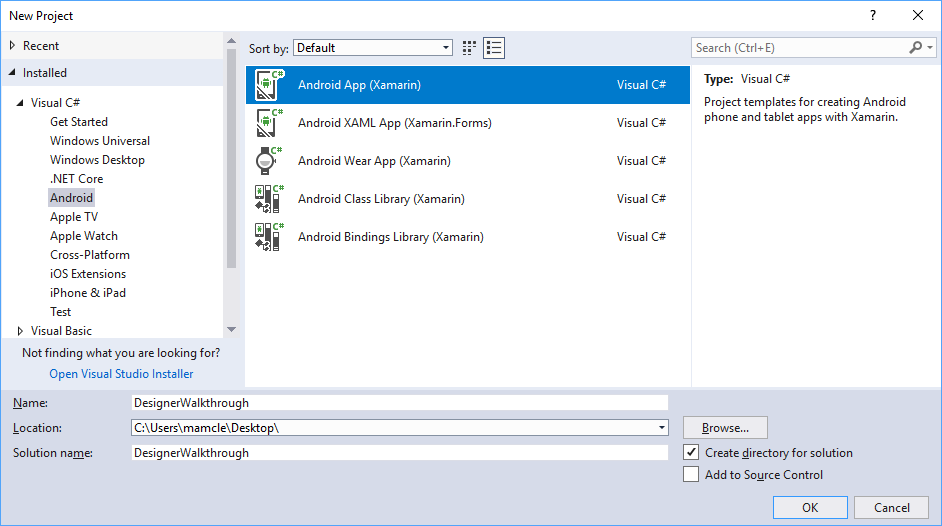 New Project
?
Recent
Installed
Visual C#
Get Started
Windows Universal
Windows Desktop
.NET Core
Android
Apple TV
Apple Watch
Cross-Platform
iOS Extensions
iPhone & iPad
Test
Visual Basic
Not finding what you are looking for?
Open Visual Studio Installer
Sort by: Default
C# Android App (Xamarin) Visual C#
C# Android XAML App (Xamarin.Forms) Visual C#
C# Android Wear App (Xamarin) Visual C#
C# Android Class Library (Xamarin) Visual C#
C# Android Bindings Library (Xamarin) Visual C#
Search (Ctrl+E)
Type: Visual C#
Project templates for creating Android
phone and tablet apps with Xamarin.
Name: DesignerWalkthrough
Location: C:\Users\mamcle\Desktop\ Browse...
Solution name: DesignerWalkthrough
Create directory for solution
Add to Source Control
OK Cancel